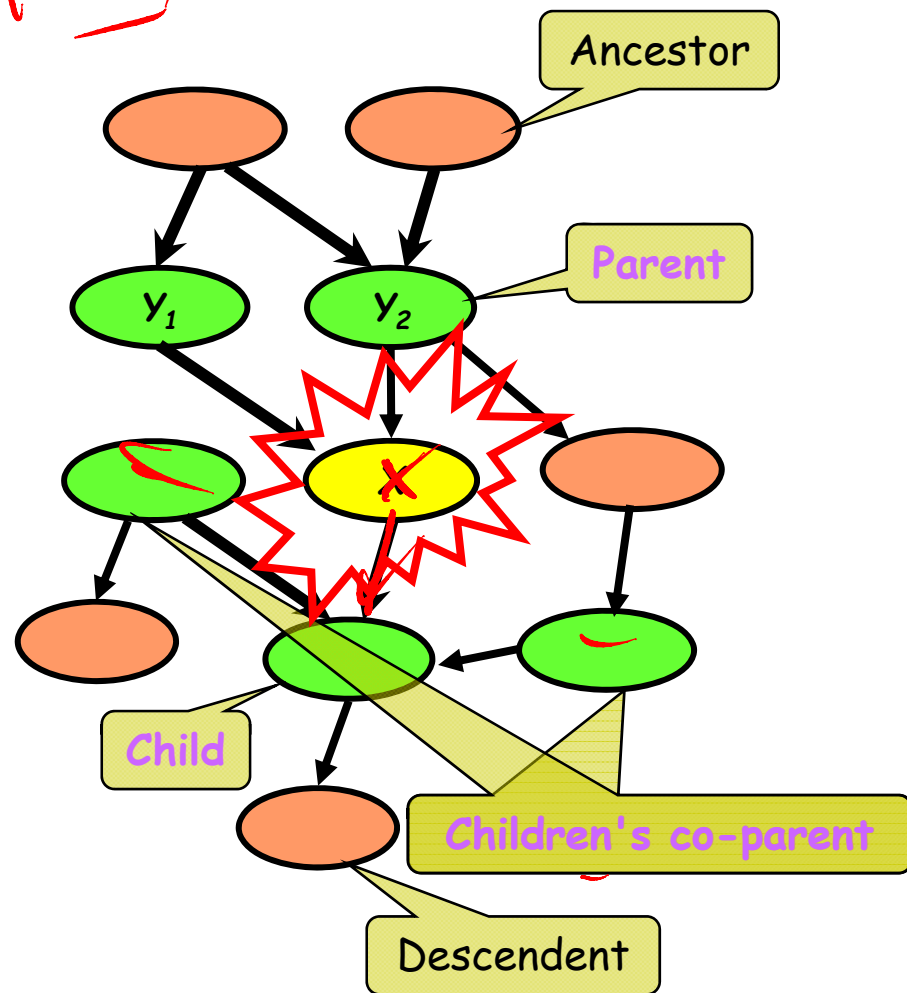 Ancestor
Parent
Y1 Y2
X
Child
Children's co-parent
Descendent